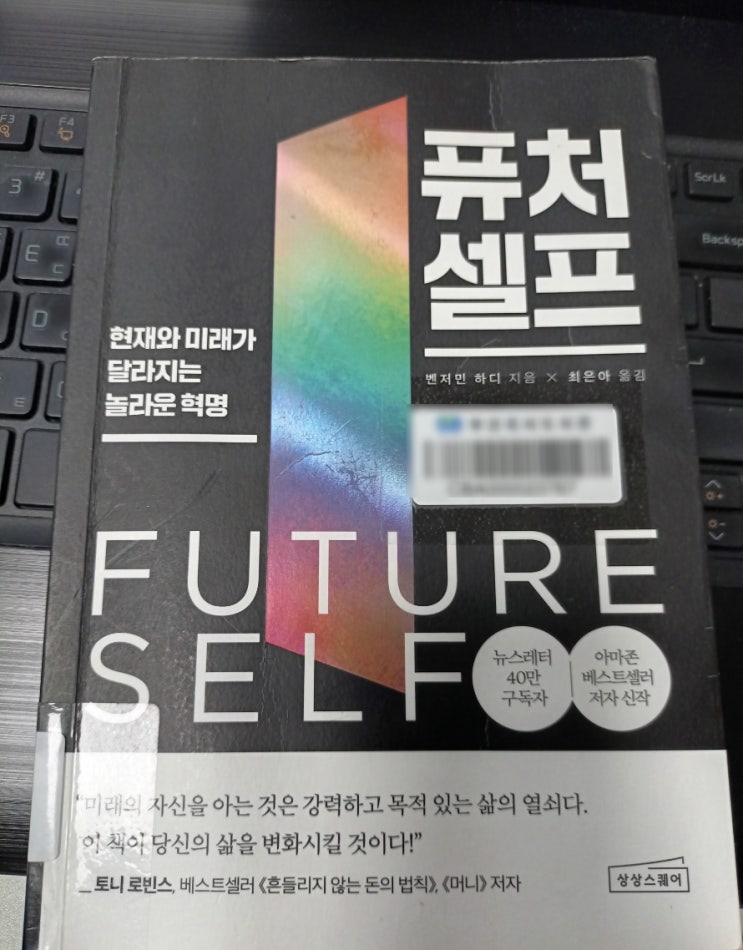 퓨처
셀프
벤저민 하디 지음 × 최은아 옮김
현재와 미래가
달라지는
놀라운 혁명
FUTURE
SELF
뉴스레터
40만
구독자
아마존
베스트셀러
저자 신작
“미래의 자신을 아는 것은 강력하고 목적 있는 삶의 열쇠다.
이 책이 당신의 삶을 변화시킬 것이다!”
_ 토니 로빈스, 베스트셀러 《흔들리지 않는 돈의 법칙》, 《머니》 저자
상상스퀘어
F3
F4
#
3
E
ㄷ
D
ScrLk
Backsp